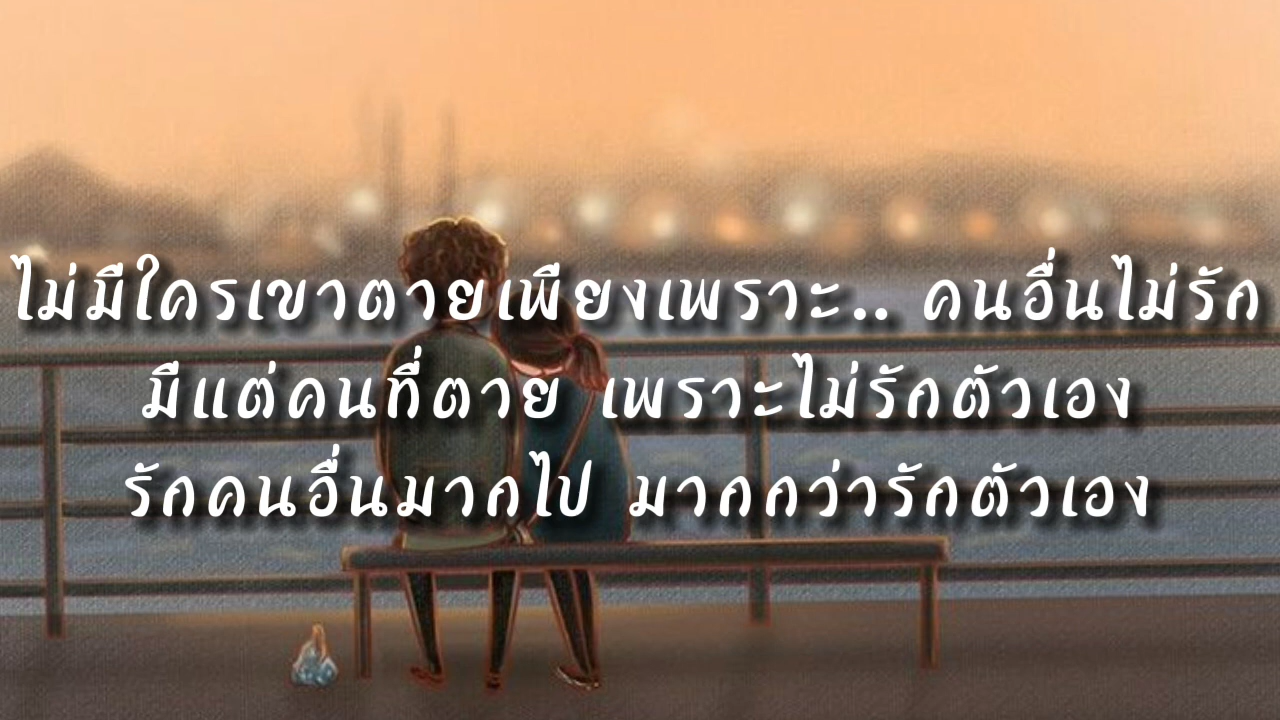 ไม่มีใครเขาตายเพียงเพราะ.. คนอื่นไม่รัก
มีแต่คนที่ตาย เพราะไม่รักตัวเอง
รักคนอื่นมากไป มากกว่ารักตัวเอง